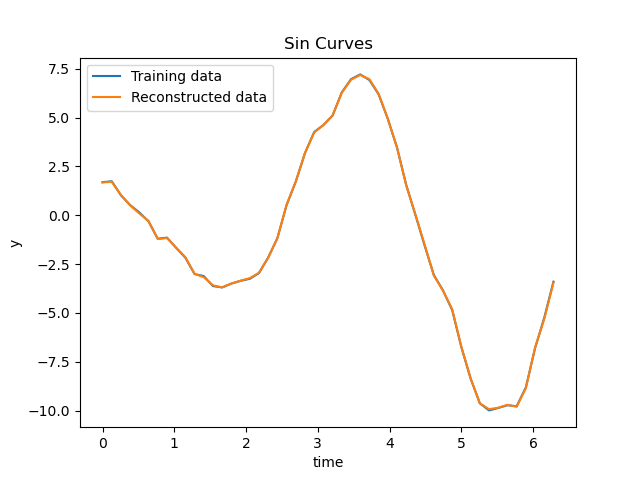 Sin Curves
Training data
Reconstructed data
7.5
5.0
2.5
0.0
−2.5
−5.0
−7.5
−10.0
y
0 1 2 3 4 5 6
time